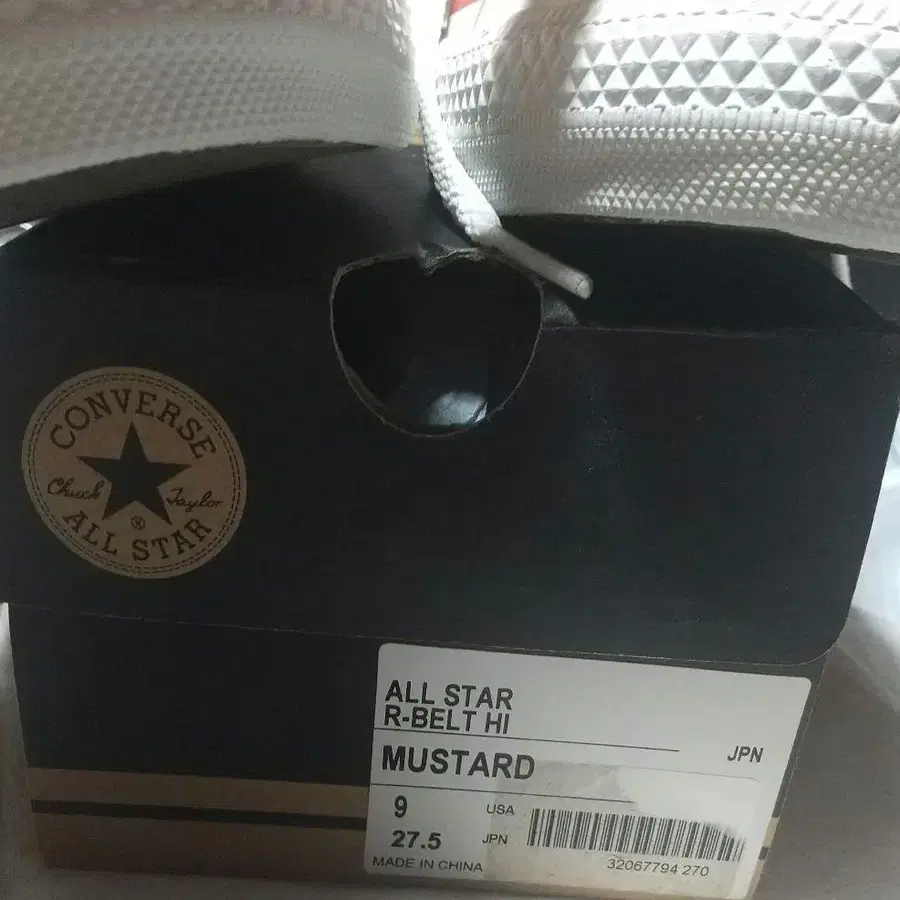 CONVERSE
Chuck Taylor
®
ALL STAR
ALL STAR
R-BELT HI
JPN
MUSTARD
9 USA
27.5 JPN
MADE IN CHINA
32067794 270